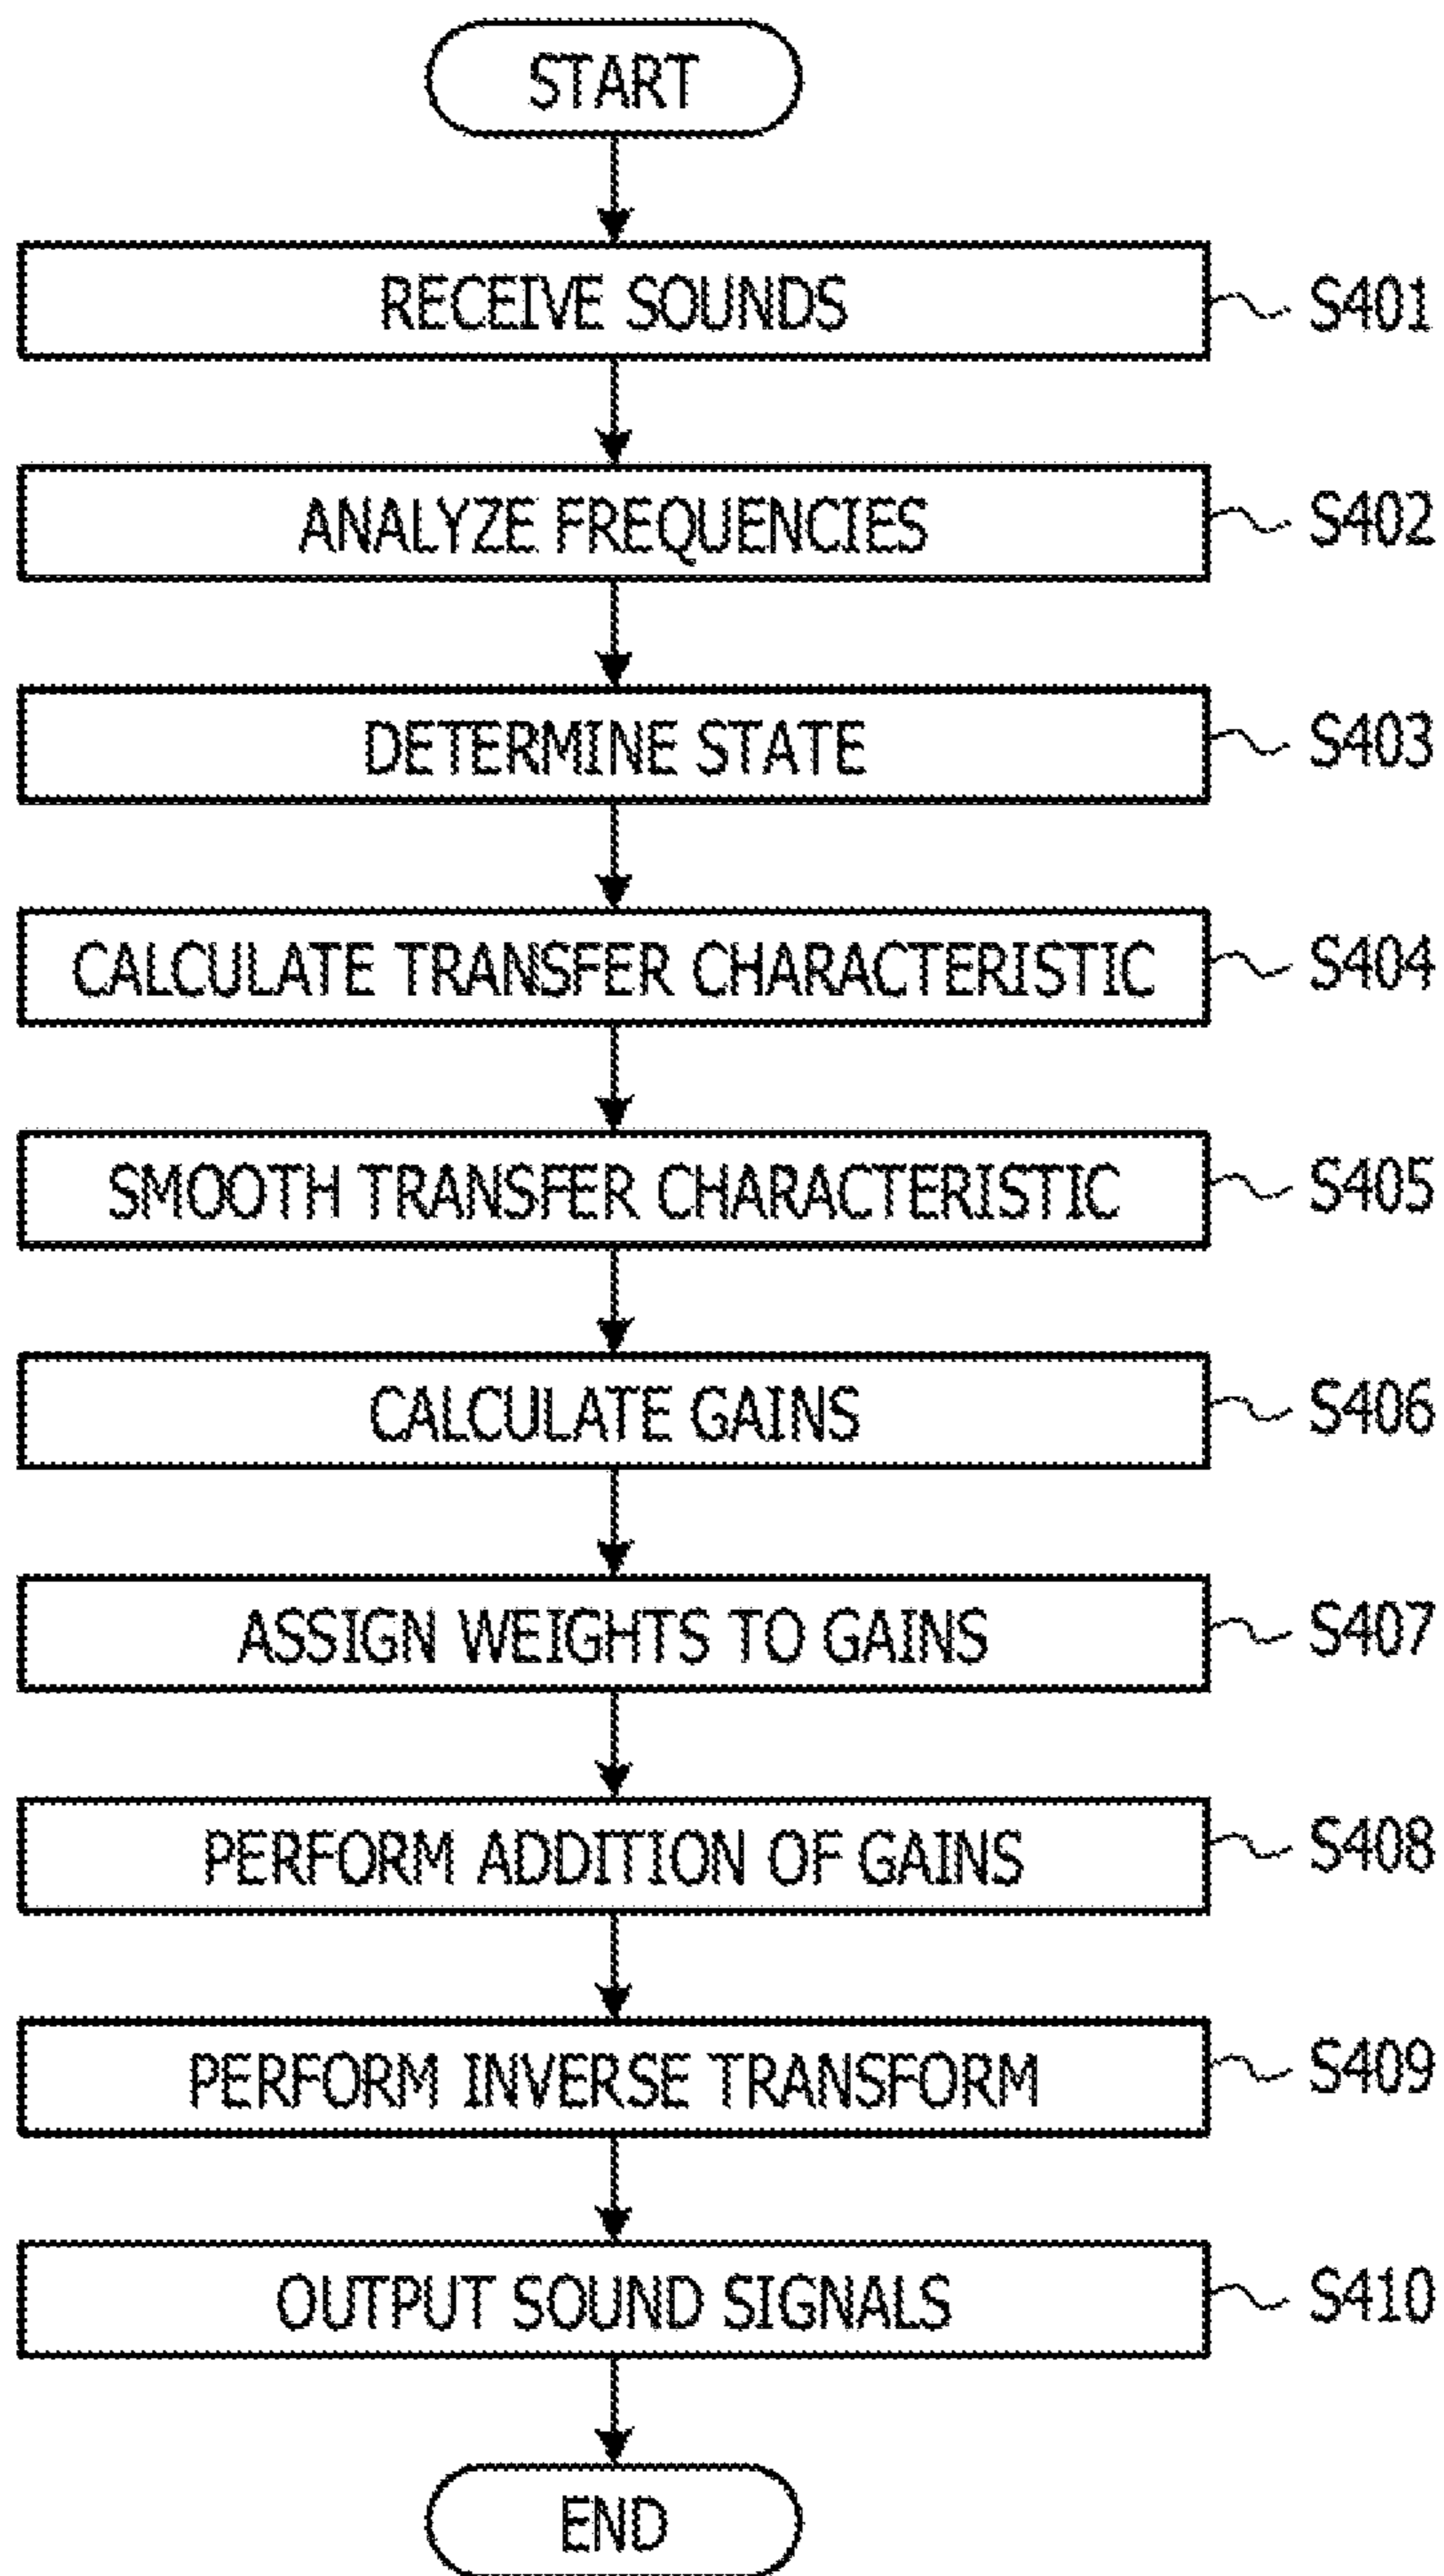 START
RECEIVE SOUNDS S401
ANALYZE FREQUENCIES S402
DETERMINE STATE S403
CALCULATE TRANSFER CHARACTERISTIC S404
SMOOTH TRANSFER CHARACTERISTIC S405
CALCULATE GAINS S406
ASSIGN WEIGHTS TO GAINS S407
PERFORM ADDITION OF GAINS S408
PERFORM INVERSE TRANSFORM S409
OUTPUT SOUND SIGNALS S410
END